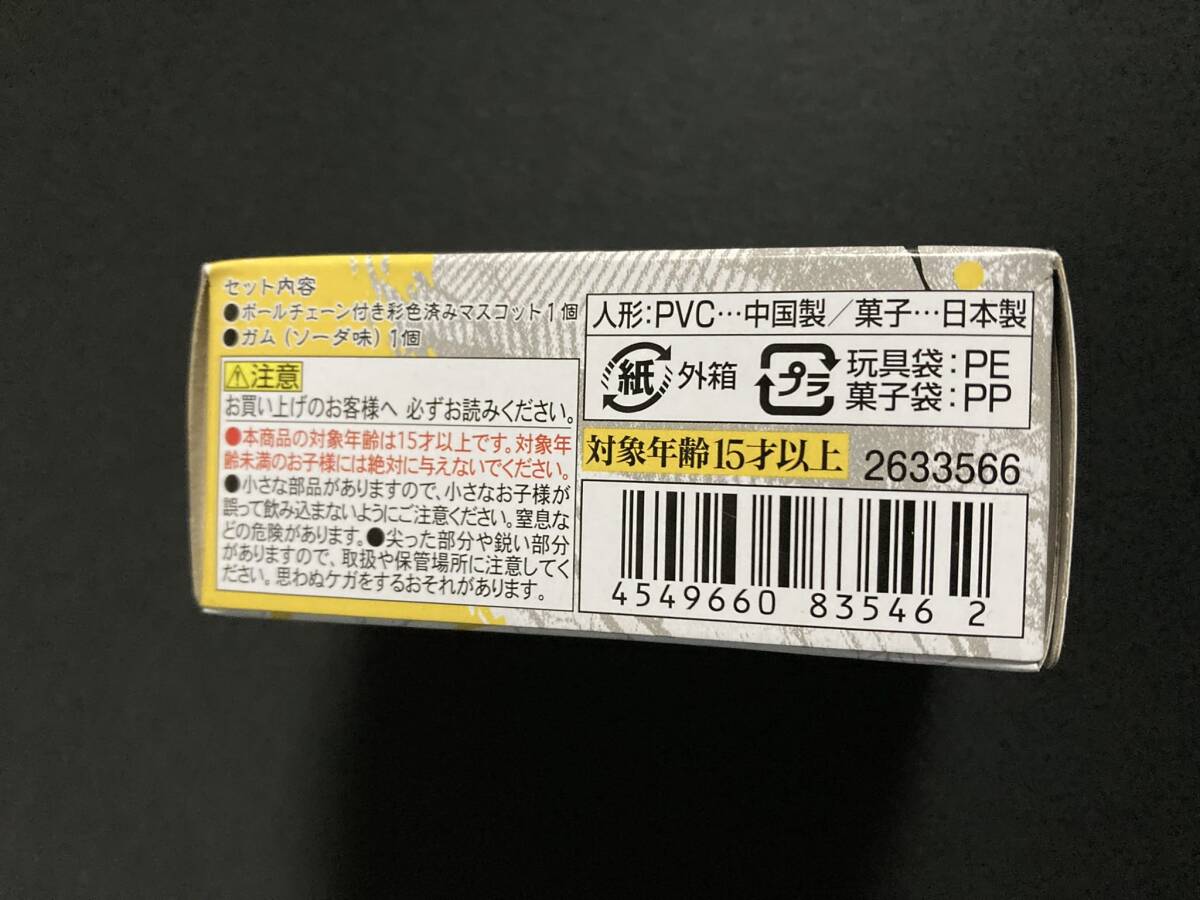 セット内容
●ボールチェーン付き彩色済みマスコット1個
●ガム(ソーダ味)1個
⚠注意
お買い上げのお客様へ 必ずお読みください。
●本商品の対象年齢は15才以上です。対象年
齢未満のお子様には絶対に与えないでください。
●小さな部品がありますので、小さなお子様が
誤って飲み込まないようにご注意ください。窒息な
どの危険があります。●尖った部分や鋭い部分
がありますので、取扱や保管場所に注意してく
ださい。思わぬケガをするおそれがあります。
人形:PVC…中国製/菓子…日本製
紙 外箱
プラ 玩具袋:PE
菓子袋:PP
対象年齢15才以上 2633566
4549660 835462